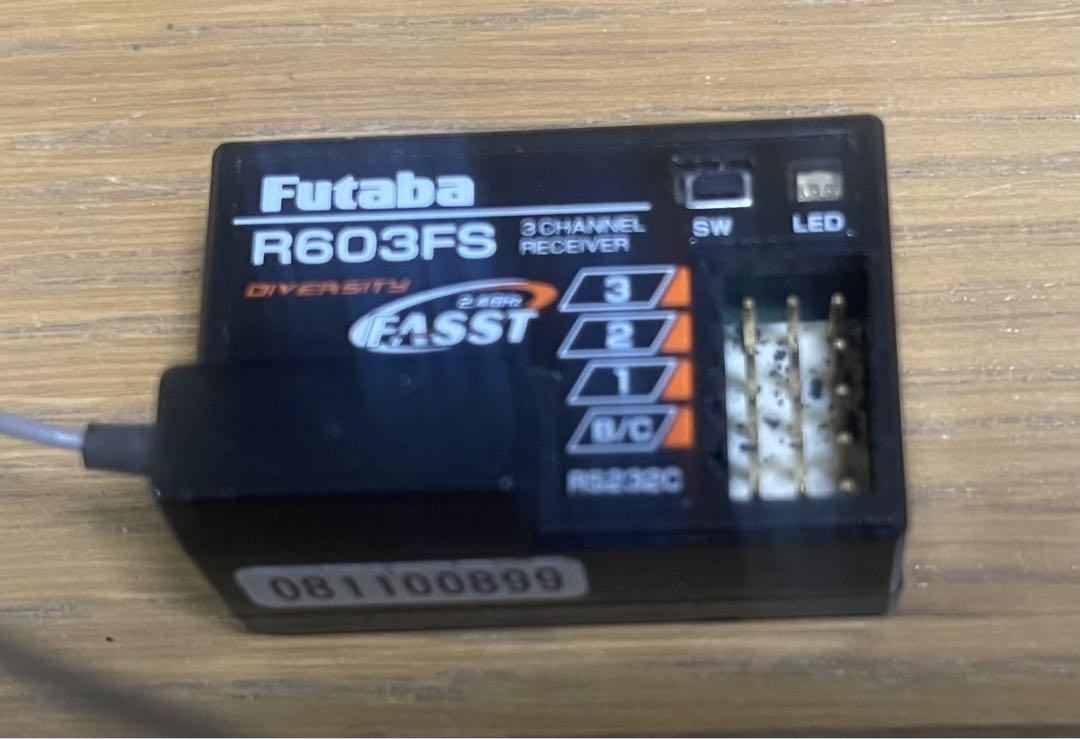 Futaba
R603FS
3 CHANNEL
RECEIVER
DIVERSITY
2.4GHz
FASST
SW
LED
3
2
1
B/C
RS232C
081100899